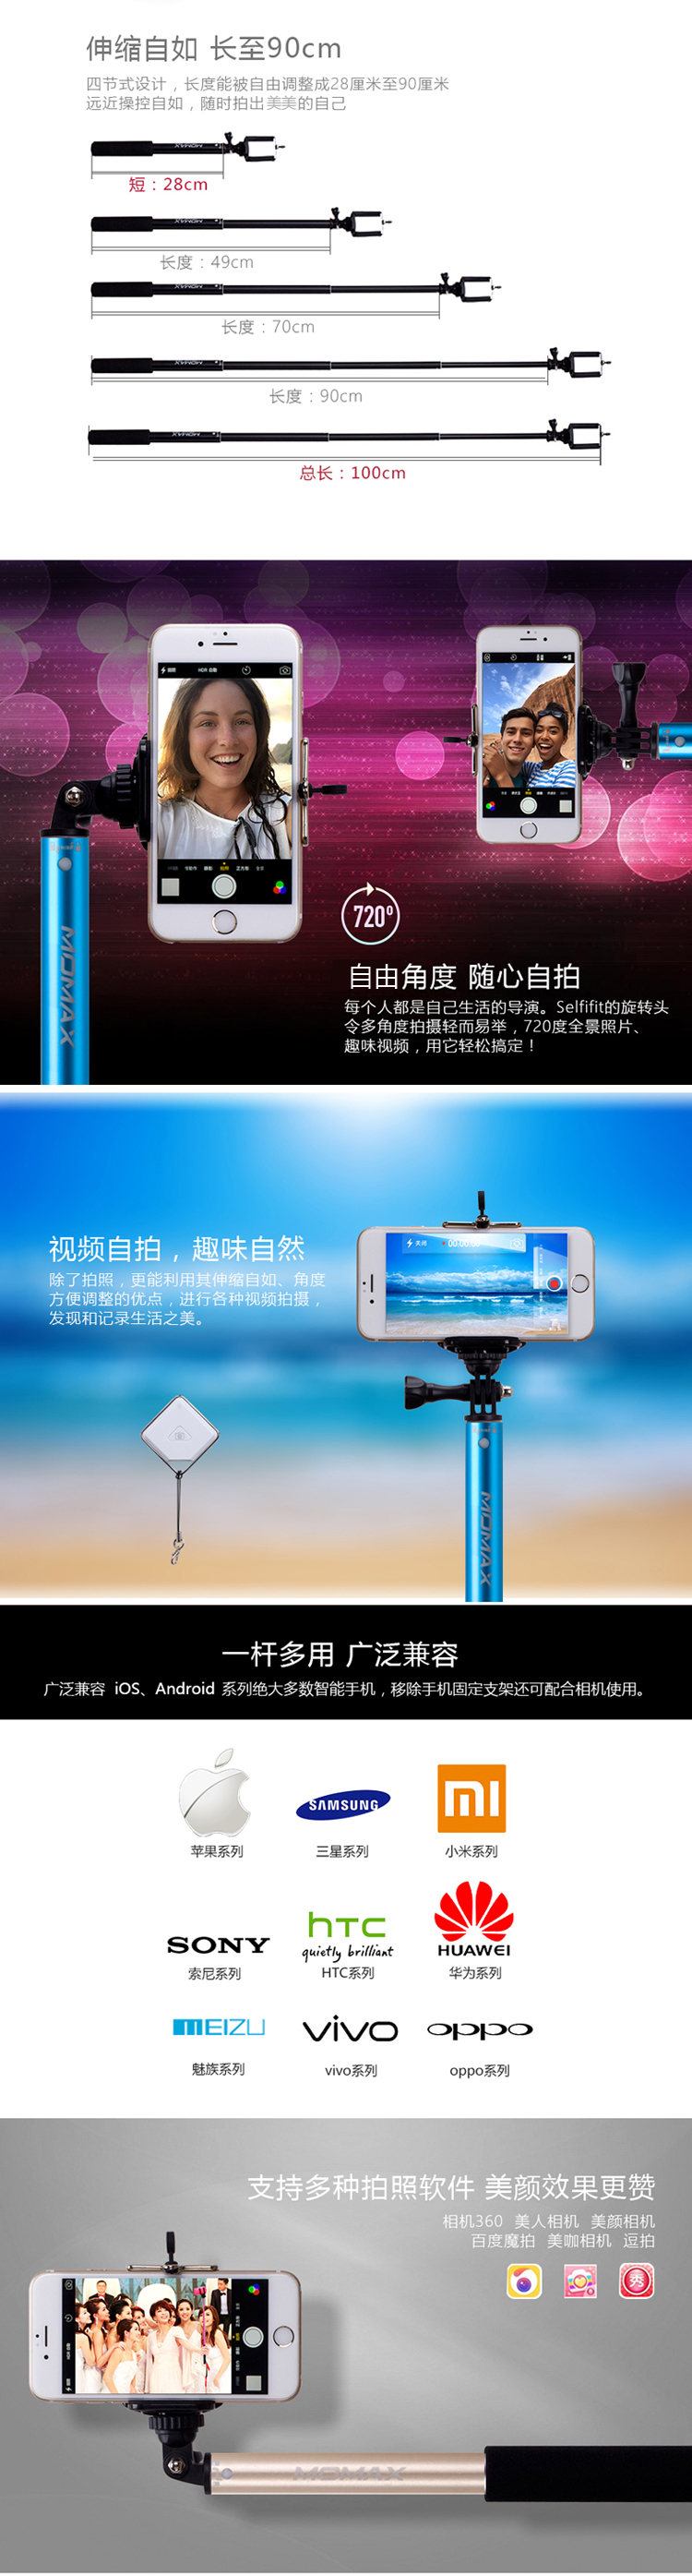 伸缩自如 长至90cm
四节式设计，长度能被自由调整成28厘米至90厘米
远近操控自如，随时拍出美美的自己
MOMAX
短：28cm
MOMAX
长度：49cm
MOMAX
长度：70cm
MOMAX
长度：90cm
MOMAX
总长：100cm
HDR 自动
MOMAX
720°
自由角度 随心自拍
每个人都是自己生活的导演。Selfifit的旋转头
令多角度拍摄轻而易举，720度全景照片、
趣味视频，用它轻松搞定！
视频自拍，趣味自然
除了拍照，更能利用其伸缩自如、角度
方便调整的优点，进行各种视频拍摄，
发现和记录生活之美。
关闭 00:00:00
MOMAX
一杆多用 广泛兼容
广泛兼容 iOS、Android 系列绝大多数智能手机，移除手机固定支架还可配合相机使用。
SAMSUNG
mi
苹果系列 三星系列 小米系列
SONY
hTC
quietly brilliant
HUAWEI
索尼系列 HTC系列 华为系列
MEIZU
vivo
oppo
魅族系列 vivo系列 oppo系列
支持多种拍照软件 美颜效果更赞
相机360 美人相机 美颜相机
百度魔拍 美咖相机 逗拍
秀
MOMAX